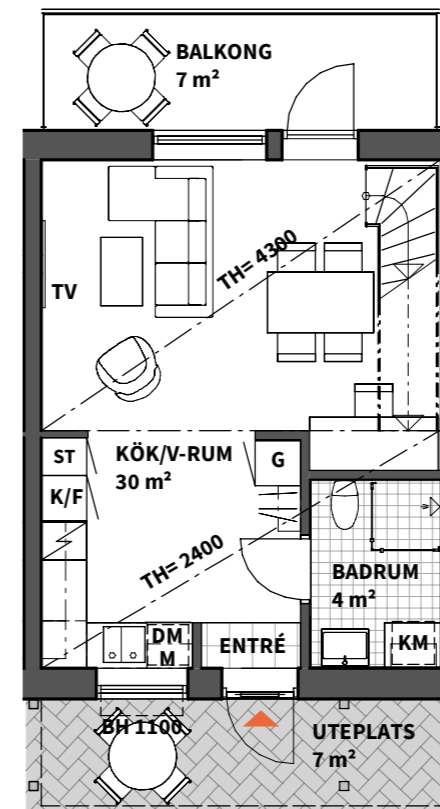 BALKONG
7 m²
TH= 4300
TV
ST
KÖK/V-RUM
30 m²
G
K/F
TH= 2400
BADRUM
4 m²
DM
M
ENTRÉ
KM
BH 1100
UTEPLATS
7 m²